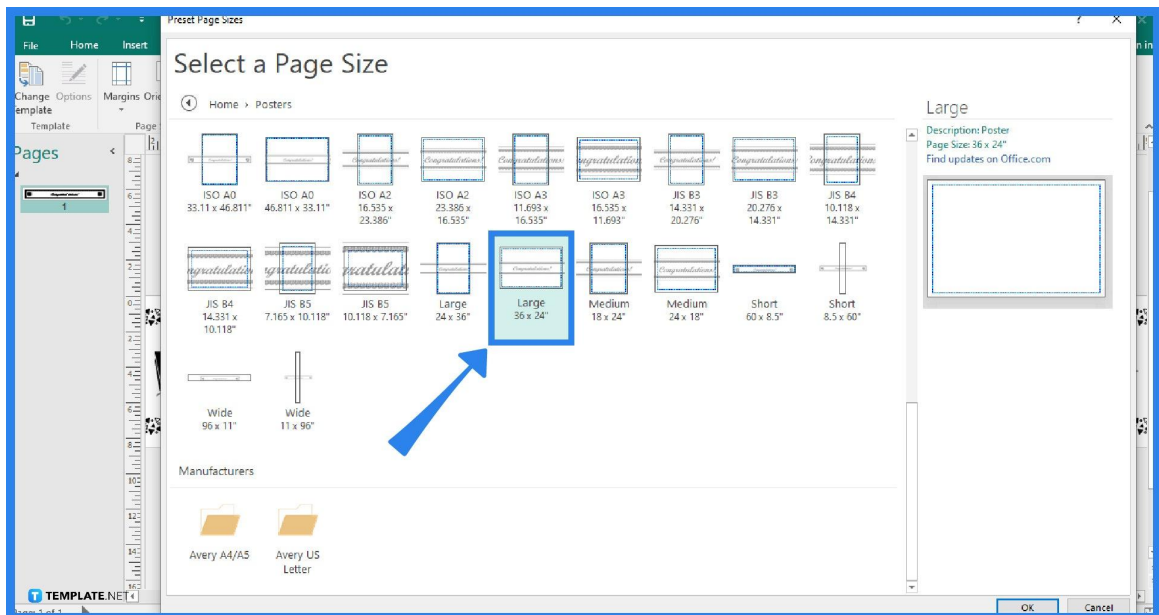 Preset Page Sizes
?
File Home Insert
n in
Select a Page Size
Change Options Margins Orie
emplate
Template Page
Home › Posters
Large
Description: Poster
Page Size: 36 x 24"
Find updates on Office.com
Pages
1
ISO A0
33.11 x 46.811"
ISO A0
46.811 x 33.11"
ISO A2
16.535 x
23.386"
ISO A2
23.386 x
16.535"
ISO A3
11.693 x
16.535"
ISO A3
16.535 x
11.693"
JIS B3
14.331 x
20.276"
JIS B3
20.276 x
14.331"
JIS B4
10.118 x
14.331"
JIS B4
14.331 x
10.118"
JIS B5
7.165 x 10.118"
JIS B5
10.118 x 7.165"
Large
24 x 36"
Large
36 x 24"
Medium
18 x 24"
Medium
24 x 18"
Short
60 x 8.5"
Short
8.5 x 60"
Wide
96 x 11"
Wide
11 x 96"
Manufacturers
Avery A4/A5
Avery US
Letter
T TEMPLATE.NET
Page: 1 of 1
OK Cancel